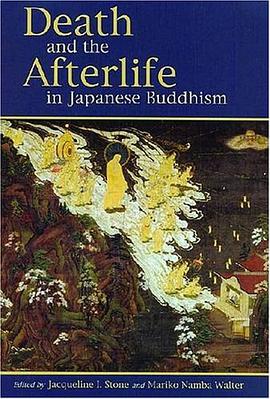 Death
and the
Afterlife
in Japanese Buddhism
Edited by Jacqueline I. Stone and Mariko Namba Walter